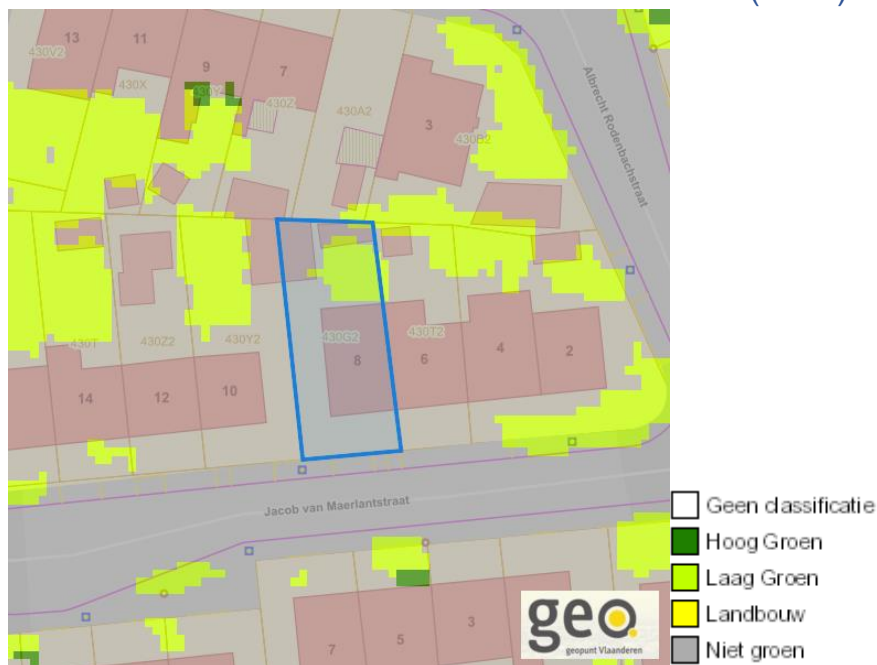 13
11
430V2
9
7
430X
430Y
430Z
430A2
3
Albrecht Rodenbachstraat
430T
430Z2
430Y2
430G2
430T2
8
6
4
2
14
12
10
Jacob van Maerlantstraat
7
5
3
geo
geopunt Vlaanderen
Geen classificatie
Hoog Groen
Laag Groen
Landbouw
Niet groen